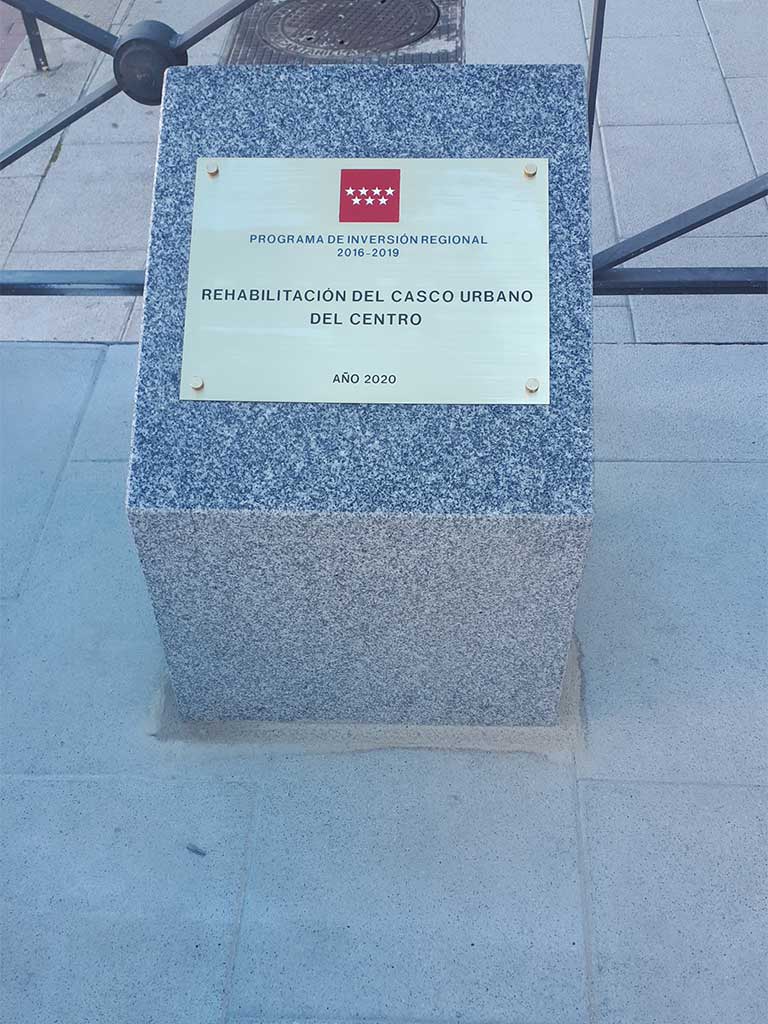 PROGRAMA DE INVERSIÓN REGIONAL
2016-2019
REHABILITACIÓN DEL CASCO URBANO
DEL CENTRO
AÑO 2020